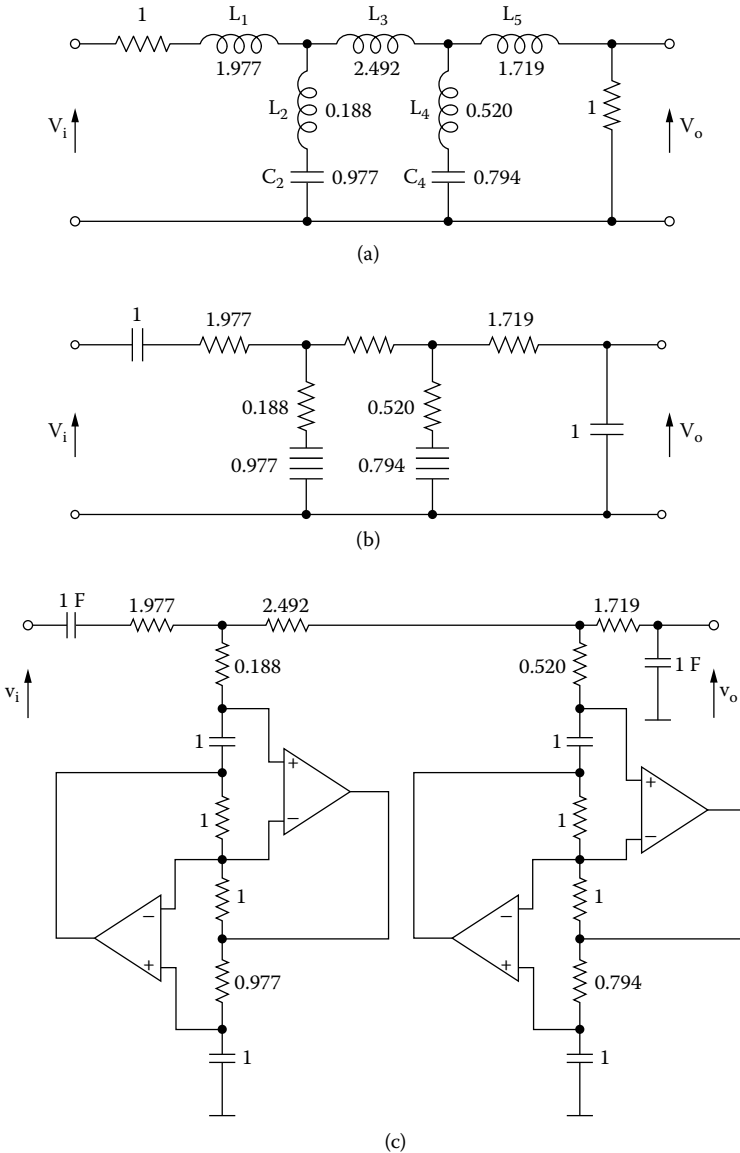 1 L1 L3 L5
1.977 2.492 1.719
L2 0.188 L4 0.520 1
Vi Vo
C2 0.977 C4 0.794
(a)
1 1.977 1.719
0.188 0.520
Vi 0.977 0.794 1 Vo
(b)
1 F 1.977 2.492 1.719
0.188 0.520 1 F
vi vo
1 1
+ +
1 1
− −
1 1
− −
+ +
0.977 0.794
1 1
(c)